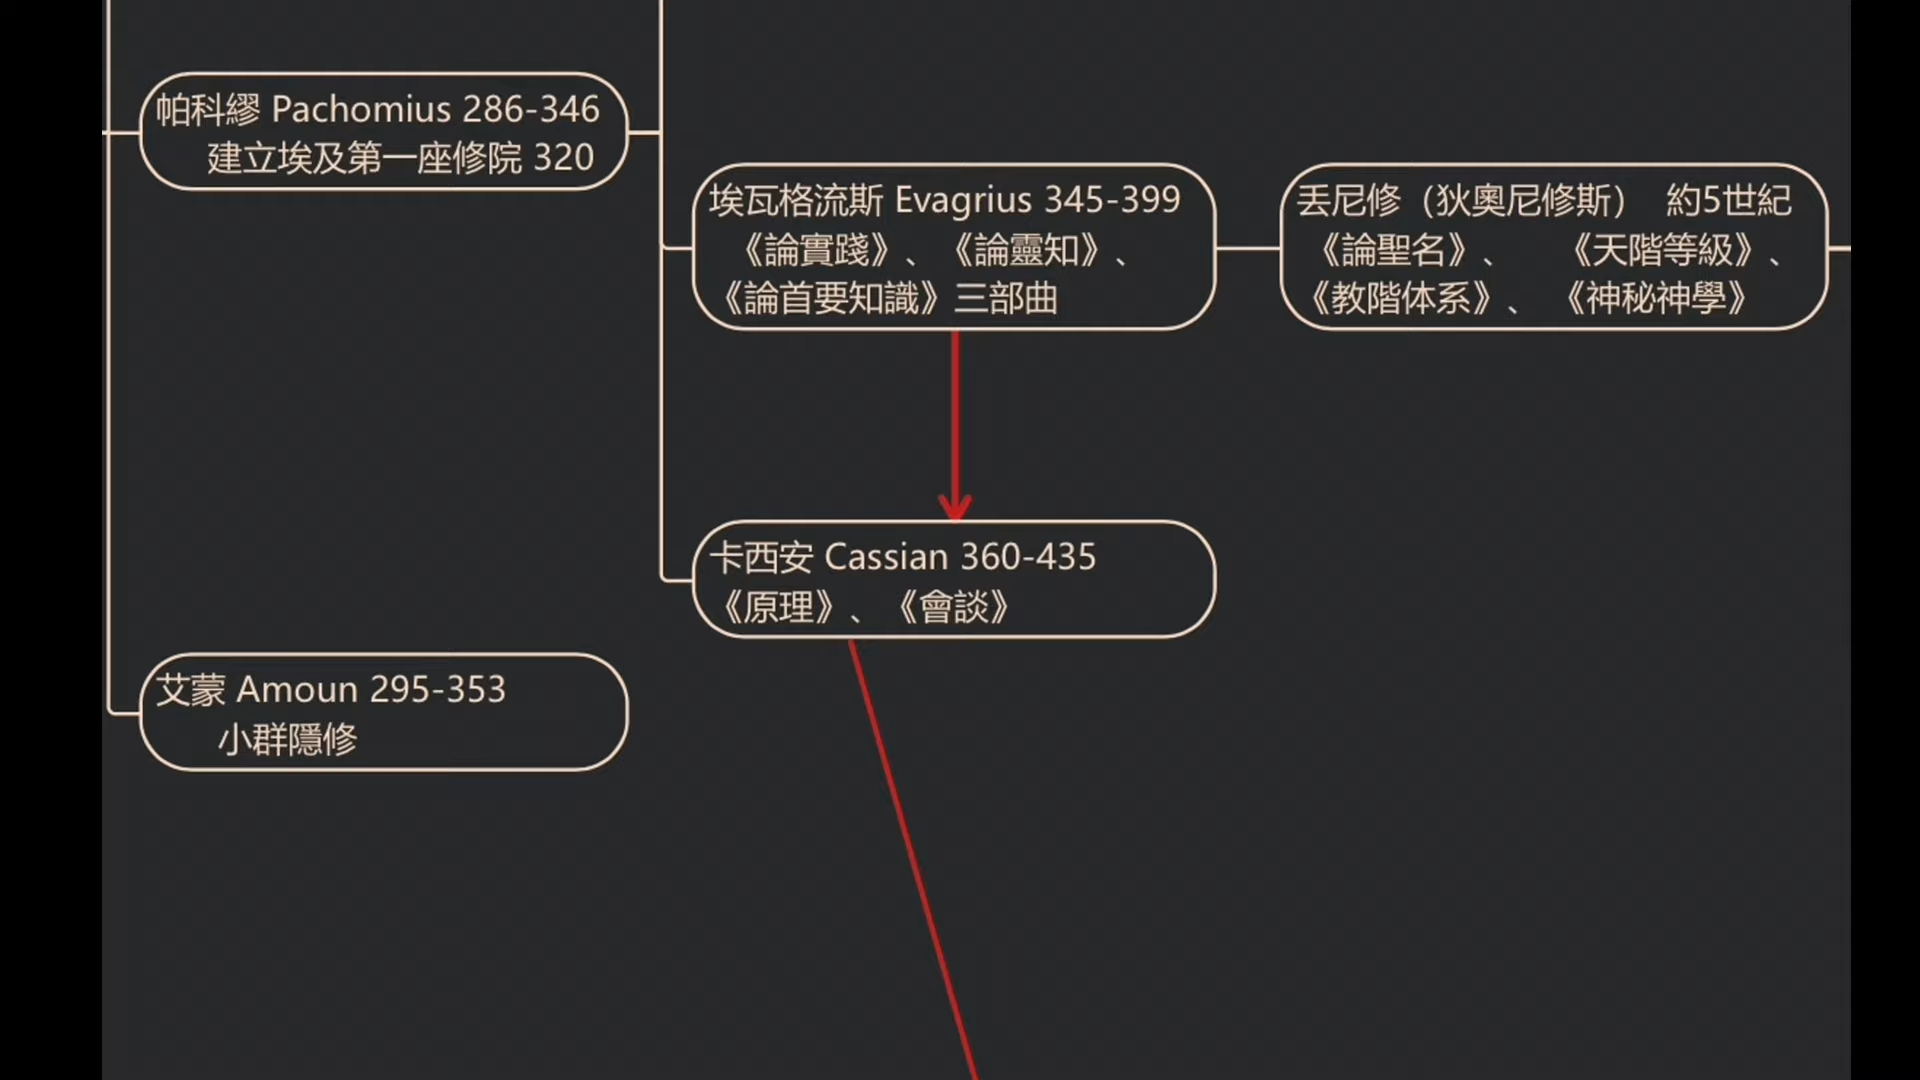 帕科繆 Pachomius 286-346
建立埃及第一座修院 320
埃瓦格流斯 Evagrius 345-399
《論實踐》、《論靈知》、
《論首要知識》三部曲
丟尼修（狄奧尼修斯） 約5世紀
《論聖名》、 《天階等級》、
《教階体系》、 《神秘神學》
卡西安 Cassian 360-435
《原理》、《會談》
艾蒙 Amoun 295-353
小群隱修